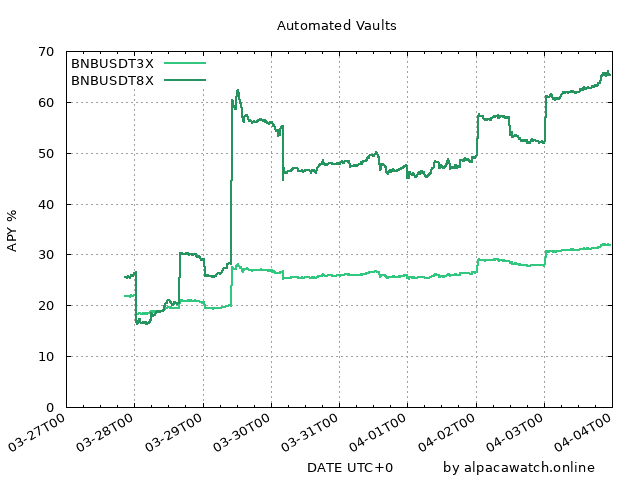 Automated Vaults
BNBUSDT3X
BNBUSDT8X
APY %
70
60
50
40
30
20
10
0
03-27T00
03-28T00
03-29T00
03-30T00
03-31T00
04-01T00
04-02T00
04-03T00
04-04T00
DATE UTC+0
by alpacawatch.online